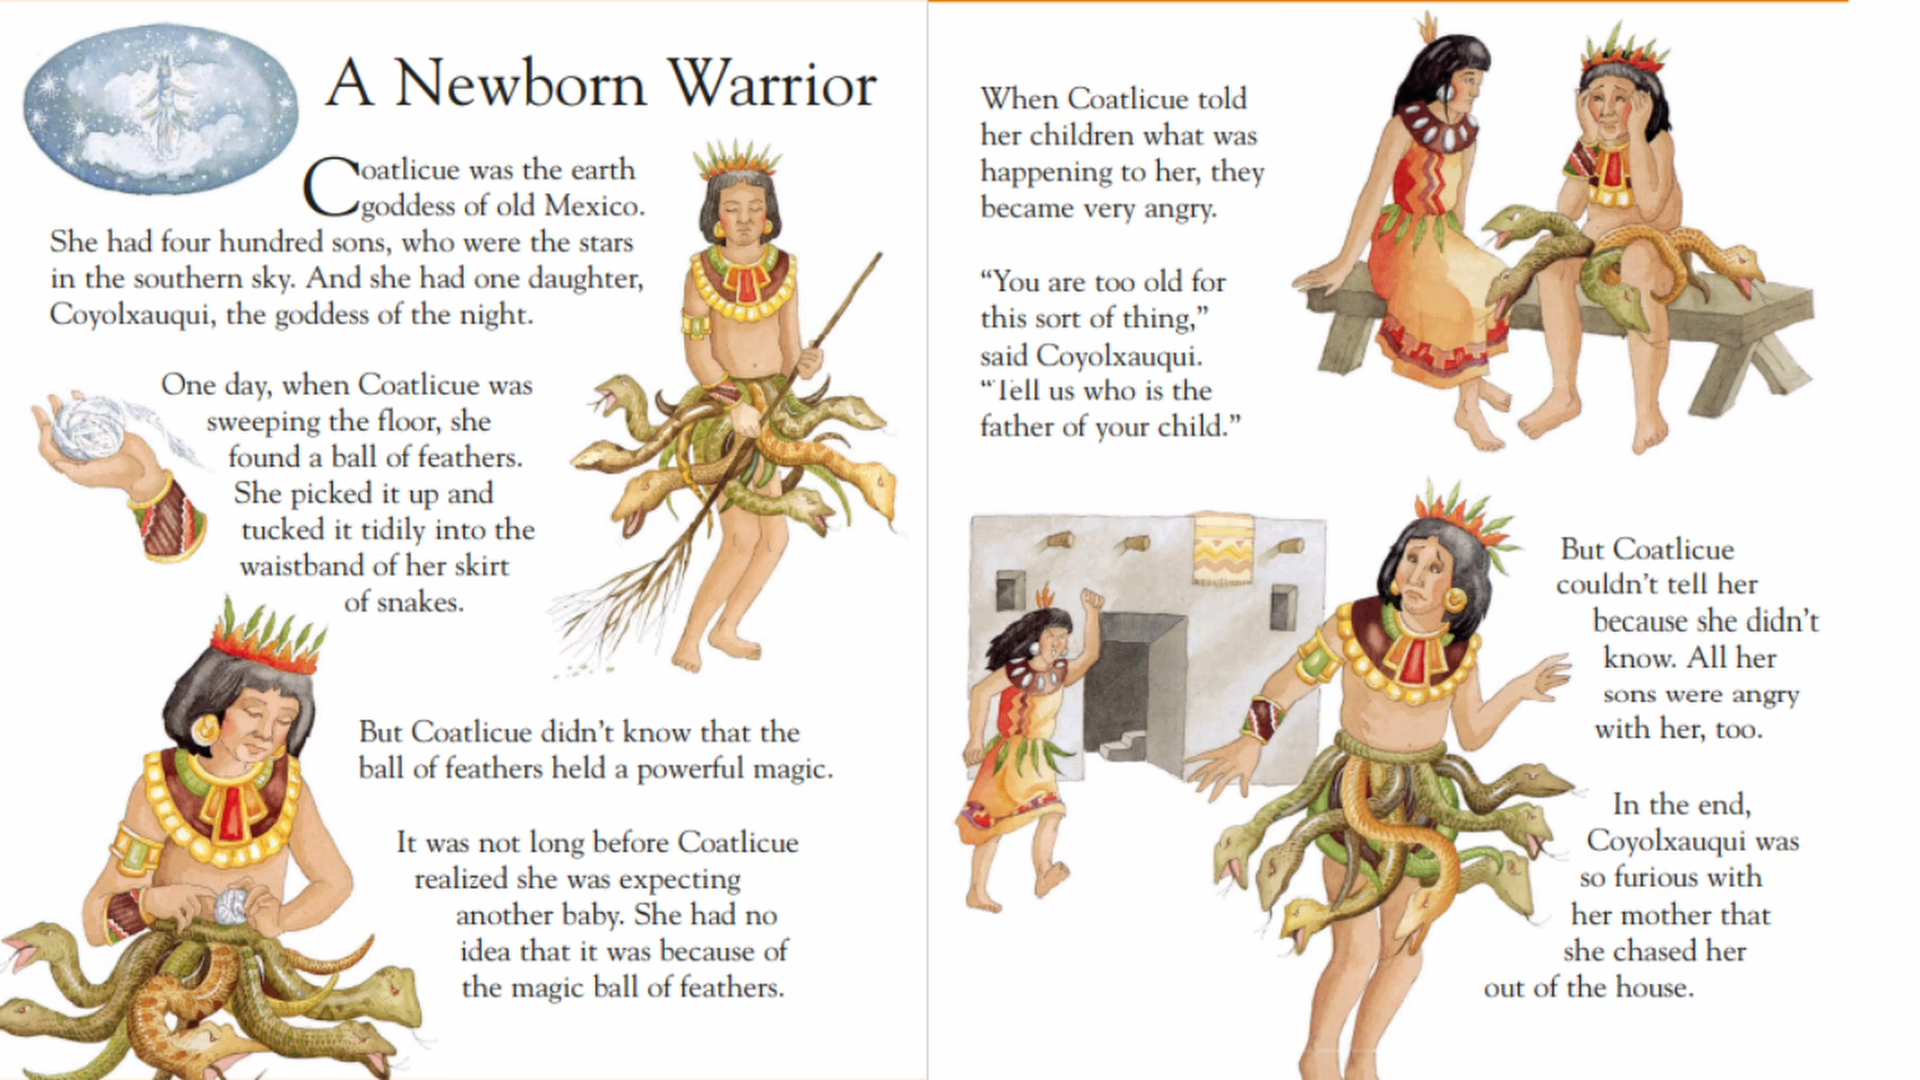 A Newborn Warrior
Coatlicue was the earth
goddess of old Mexico.
She had four hundred sons, who were the stars
in the southern sky. And she had one daughter,
Coyolxauqui, the goddess of the night.
One day, when Coatlicue was
sweeping the floor, she
found a ball of feathers.
She picked it up and
tucked it tidily into the
waistband of her skirt
of snakes.
But Coatlicue didn't know that the
ball of feathers held a powerful magic.
It was not long before Coatlicue
realized she was expecting
another baby. She had no
idea that it was because of
the magic ball of feathers.
When Coatlicue told
her children what was
happening to her, they
became very angry.
“You are too old for
this sort of thing,”
said Coyolxauqui.
“Tell us who is the
father of your child.”
But Coatlicue
couldn't tell her
because she didn't
know. All her
sons were angry
with her, too.
In the end,
Coyolxauqui was
so furious with
her mother that
she chased her
out of the house.